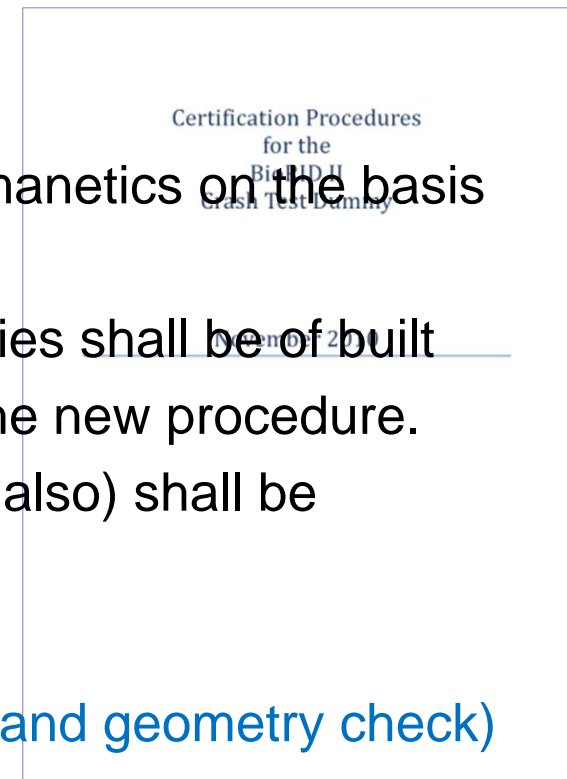 Certification Procedures
for the
BioRID II
Crash Test Dummy
hanetics on the basis
ies shall be of built
November 2010
he new procedure.
also) shall be
and geometry check)